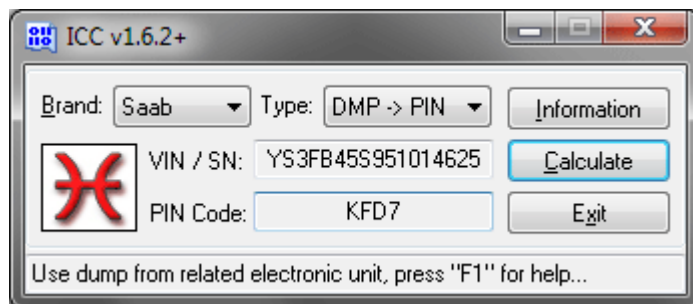 ICC v1.6.2+
Brand: Saab Type: DMP -> PIN Information
VIN / SN: YS3FB45S951014625 Calculate
PIN Code: KFD7 Exit
Use dump from related electronic unit, press "F1" for help...